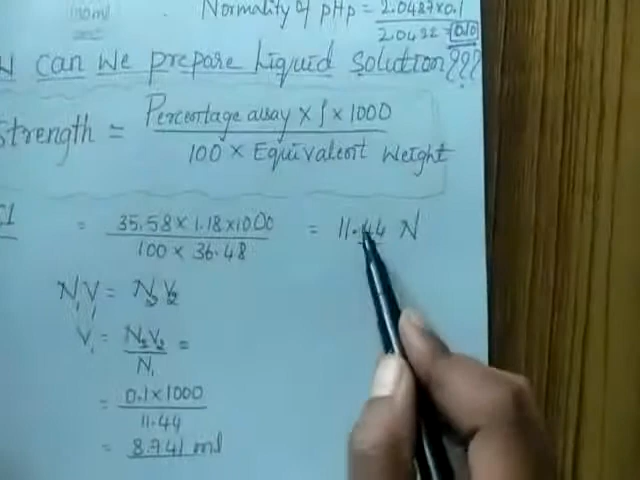 110 ml
Normality of pHp = 2.0487×0.1
2.0432 = 0.10
Can We prepare Liquid Solution???
Strength = Percentage assay × ρ × 1000
100 × Equivalent Weight
= 35.58 × 1.18 × 1000 = 11.44 N
100 × 36.48
N₁V₁ = N₂V₂
V₁ = N₂V₂ =
N₁
= 0.1 × 1000
11.44
= 8.741 ml